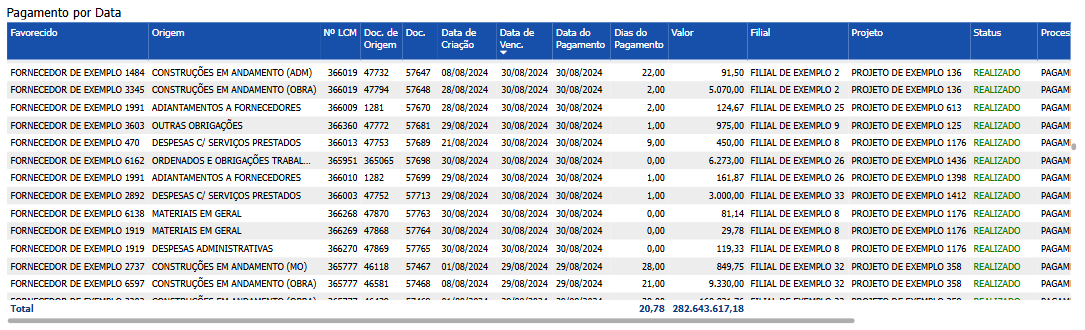 Pagamento por Data
Favorecido Origem Nº LCM Doc. de Origem Doc. Data de Criação Data de Venc. Data do Pagamento Dias do Pagamento Valor Filial Projeto Status Process
FORNECEDOR DE EXEMPLO 1484 CONSTRUÇÕES EM ANDAMENTO (ADM) 366019 47732 57647 08/08/2024 30/08/2024 30/08/2024 22,00 91,50 FILIAL DE EXEMPLO 2 PROJETO DE EXEMPLO 136 REALIZADO PAGAM
FORNECEDOR DE EXEMPLO 3345 CONSTRUÇÕES EM ANDAMENTO (OBRA) 366019 47794 57648 28/08/2024 30/08/2024 30/08/2024 2,00 5.070,00 FILIAL DE EXEMPLO 2 PROJETO DE EXEMPLO 136 REALIZADO PAGAM
FORNECEDOR DE EXEMPLO 1991 ADIANTAMENTOS A FORNECEDORES 366009 1281 57670 28/08/2024 30/08/2024 30/08/2024 2,00 124,67 FILIAL DE EXEMPLO 25 PROJETO DE EXEMPLO 613 REALIZADO PAGAM
FORNECEDOR DE EXEMPLO 3603 OUTRAS OBRIGAÇÕES 366360 47772 57681 29/08/2024 30/08/2024 30/08/2024 1,00 975,00 FILIAL DE EXEMPLO 9 PROJETO DE EXEMPLO 125 REALIZADO PAGAM
FORNECEDOR DE EXEMPLO 470 DESPESAS C/ SERVIÇOS PRESTADOS 366013 47753 57689 21/08/2024 30/08/2024 30/08/2024 9,00 450,00 FILIAL DE EXEMPLO 8 PROJETO DE EXEMPLO 1176 REALIZADO PAGAM
FORNECEDOR DE EXEMPLO 6162 ORDENADOS E OBRIGAÇÕES TRABAL... 365951 365065 57698 30/08/2024 30/08/2024 30/08/2024 0,00 6.273,00 FILIAL DE EXEMPLO 26 PROJETO DE EXEMPLO 1436 REALIZADO PAGAM
FORNECEDOR DE EXEMPLO 1991 ADIANTAMENTOS A FORNECEDORES 366010 1282 57699 29/08/2024 30/08/2024 30/08/2024 1,00 161,87 FILIAL DE EXEMPLO 26 PROJETO DE EXEMPLO 1398 REALIZADO PAGAM
FORNECEDOR DE EXEMPLO 2892 DESPESAS C/ SERVIÇOS PRESTADOS 366003 47752 57713 29/08/2024 30/08/2024 30/08/2024 1,00 3.000,00 FILIAL DE EXEMPLO 33 PROJETO DE EXEMPLO 1412 REALIZADO PAGAM
FORNECEDOR DE EXEMPLO 6138 MATERIAIS EM GERAL 366268 47870 57763 30/08/2024 30/08/2024 30/08/2024 0,00 81,14 FILIAL DE EXEMPLO 8 PROJETO DE EXEMPLO 1176 REALIZADO PAGAM
FORNECEDOR DE EXEMPLO 1919 MATERIAIS EM GERAL 366269 47868 57764 30/08/2024 30/08/2024 30/08/2024 0,00 29,78 FILIAL DE EXEMPLO 8 PROJETO DE EXEMPLO 1176 REALIZADO PAGAM
FORNECEDOR DE EXEMPLO 1919 DESPESAS ADMINISTRATIVAS 366270 47869 57765 30/08/2024 30/08/2024 30/08/2024 0,00 119,33 FILIAL DE EXEMPLO 8 PROJETO DE EXEMPLO 1176 REALIZADO PAGAM
FORNECEDOR DE EXEMPLO 2737 CONSTRUÇÕES EM ANDAMENTO (MO) 365777 46118 57467 01/08/2024 29/08/2024 29/08/2024 28,00 849,75 FILIAL DE EXEMPLO 32 PROJETO DE EXEMPLO 358 REALIZADO PAGAM
FORNECEDOR DE EXEMPLO 6597 CONSTRUÇÕES EM ANDAMENTO (OBRA) 365777 46581 57468 08/08/2024 29/08/2024 29/08/2024 21,00 9.330,00 FILIAL DE EXEMPLO 32 PROJETO DE EXEMPLO 358 REALIZADO PAGAM
Total 20,78 282.643.617,18